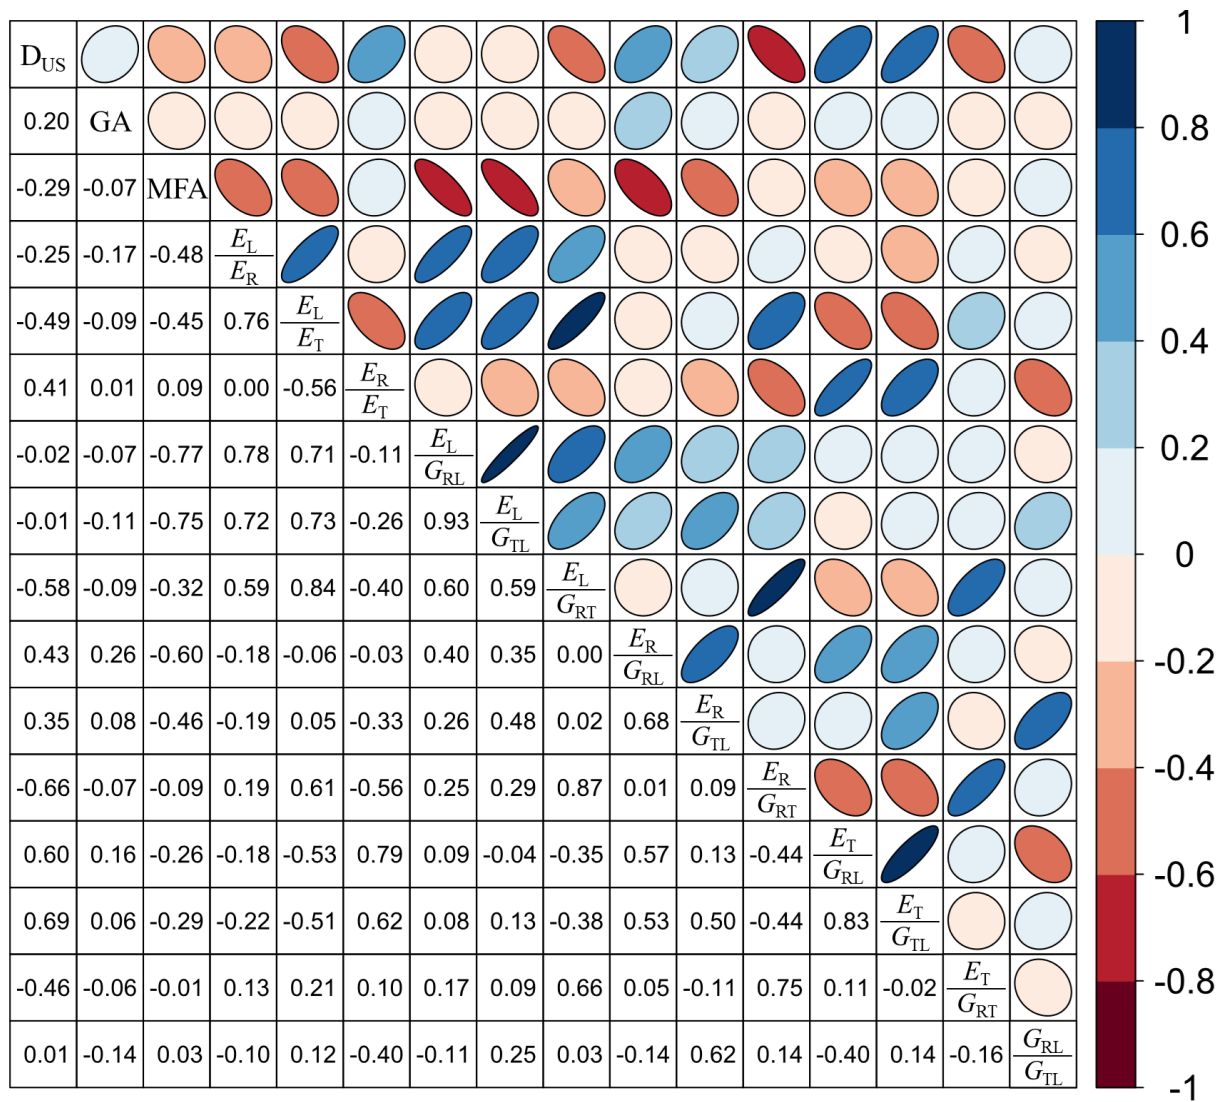 D_US
0.20 GA
-0.29 -0.07 MFA
-0.25 -0.17 -0.48 E_L/E_R
-0.49 -0.09 -0.45 0.76 E_L/E_T
0.41 0.01 0.09 0.00 -0.56 E_R/E_T
-0.02 -0.07 -0.77 0.78 0.71 -0.11 E_L/G_RL
-0.01 -0.11 -0.75 0.72 0.73 -0.26 0.93 E_L/G_TL
-0.58 -0.09 -0.32 0.59 0.84 -0.40 0.60 0.59 E_L/G_RT
0.43 0.26 -0.60 -0.18 -0.06 -0.03 0.40 0.35 0.00 E_R/G_RL
0.35 0.08 -0.46 -0.19 0.05 -0.33 0.26 0.48 0.02 0.68 E_R/G_TL
-0.66 -0.07 -0.09 0.19 0.61 -0.56 0.25 0.29 0.87 0.01 0.09 E_R/G_RT
0.60 0.16 -0.26 -0.18 -0.53 0.79 0.09 -0.04 -0.35 0.57 0.13 -0.44 E_T/G_RL
0.69 0.06 -0.29 -0.22 -0.51 0.62 0.08 0.13 -0.38 0.53 0.50 -0.44 0.83 E_T/G_TL
-0.46 -0.06 -0.01 0.13 0.21 0.10 0.17 0.09 0.66 0.05 -0.11 0.75 0.11 -0.02 E_T/G_RT
0.01 -0.14 0.03 -0.10 0.12 -0.40 -0.11 0.25 0.03 -0.14 0.62 0.14 -0.40 0.14 -0.16 G_RL/G_TL
1
0.8
0.6
0.4
0.2
0
-0.2
-0.4
-0.6
-0.8
-1